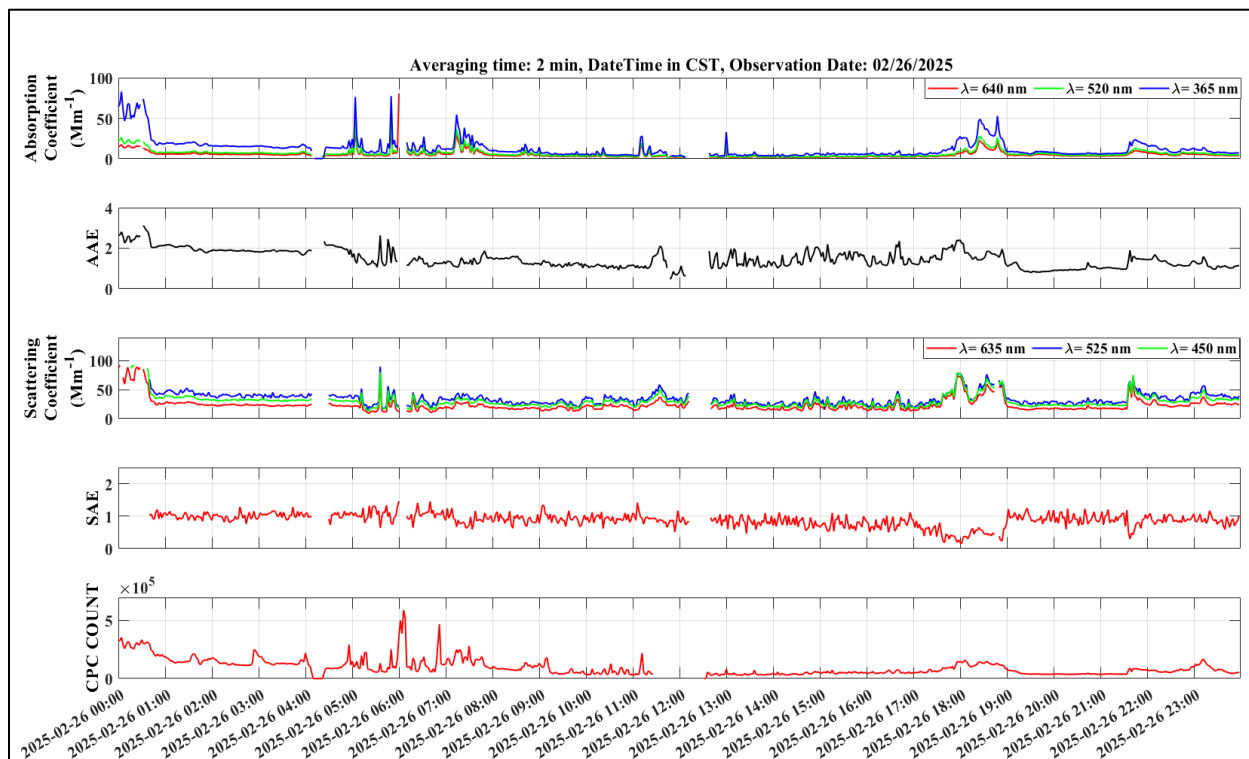 Averaging time: 2 min, DateTime in CST, Observation Date: 02/26/2025
Absorption
Coefficient
(Mm⁻¹)
100
50
0
λ= 640 nm
λ= 520 nm
λ= 365 nm
AAE
4
2
0
Scattering
Coefficient
(Mm⁻¹)
100
50
0
λ= 635 nm
λ= 525 nm
λ= 450 nm
SAE
2
1
0
CPC COUNT
×10⁵
5
0
2025-02-26 00:00
2025-02-26 01:00
2025-02-26 02:00
2025-02-26 03:00
2025-02-26 04:00
2025-02-26 05:00
2025-02-26 06:00
2025-02-26 07:00
2025-02-26 08:00
2025-02-26 09:00
2025-02-26 10:00
2025-02-26 11:00
2025-02-26 12:00
2025-02-26 13:00
2025-02-26 14:00
2025-02-26 15:00
2025-02-26 16:00
2025-02-26 17:00
2025-02-26 18:00
2025-02-26 19:00
2025-02-26 20:00
2025-02-26 21:00
2025-02-26 22:00
2025-02-26 23:00